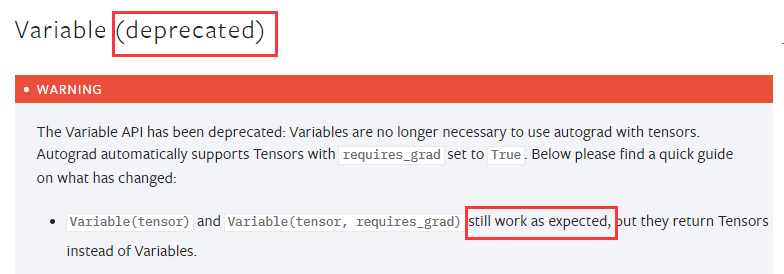 Variable (deprecated)
WARNING
The Variable API has been deprecated: Variables are no longer necessary to use autograd with tensors.
Autograd automatically supports Tensors with requires_grad set to True. Below please find a quick guide
on what has changed:
Variable(tensor) and Variable(tensor, requires_grad) still work as expected, but they return Tensors
instead of Variables.